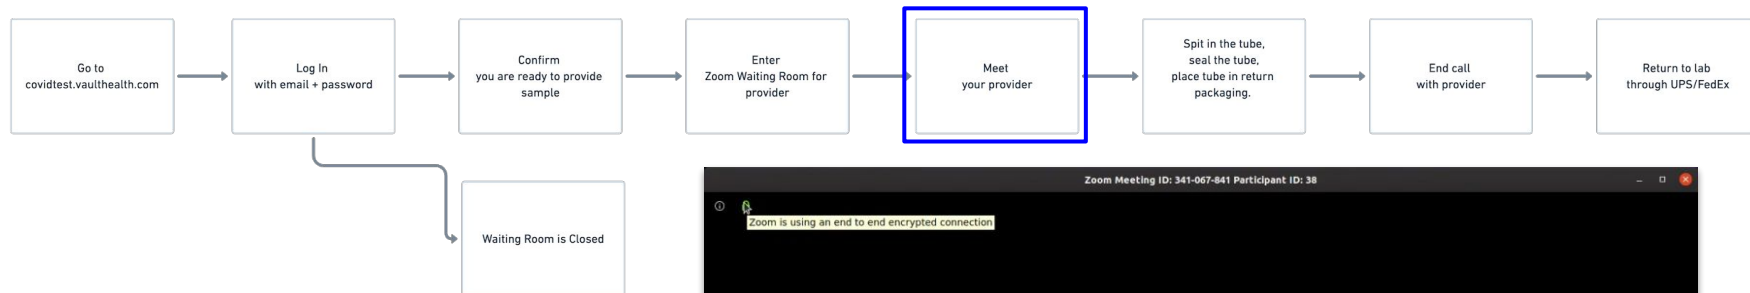 Go to
covidtest.vaulthealth.com
Log In
with email + password
Confirm
you are ready to provide
sample
Enter
Zoom Waiting Room for
provider
Meet
your provider
Spit in the tube,
seal the tube,
place tube in return
packaging.
End call
with provider
Return to lab
through UPS/FedEx
Waiting Room is Closed
Zoom Meeting ID: 341-067-841 Participant ID: 38
Zoom is using an end to end encrypted connection